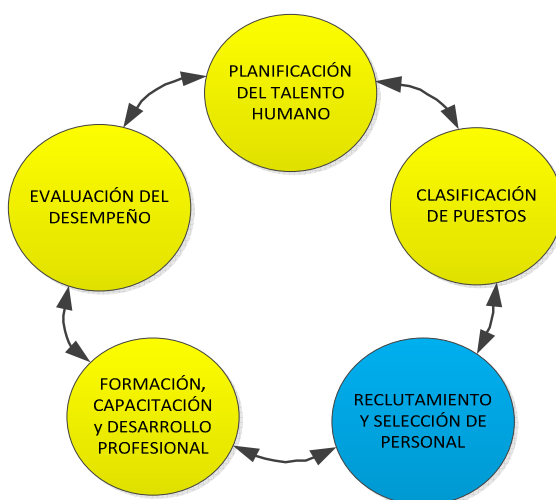 PLANIFICACIÓN
DEL TALENTO
HUMANO
CLASIFICACIÓN
DE PUESTOS
RECLUTAMIENTO
Y SELECCIÓN DE
PERSONAL
FORMACIÓN,
CAPACITACIÓN
y DESARROLLO
PROFESIONAL
EVALUACIÓN DEL
DESEMPEÑO